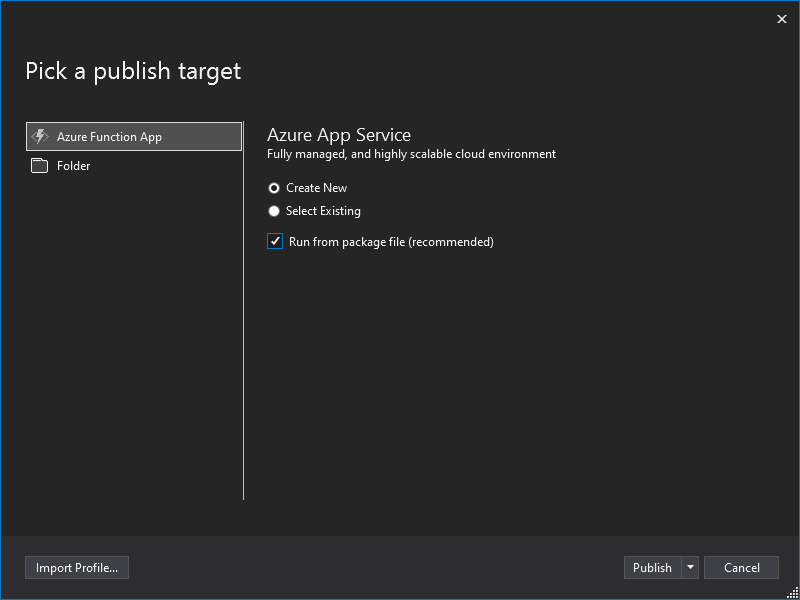 Pick a publish target
Azure Function App
Folder
Azure App Service
Fully managed, and highly scalable cloud environment
Create New
Select Existing
Run from package file (recommended)
Import Profile...
Publish
Cancel